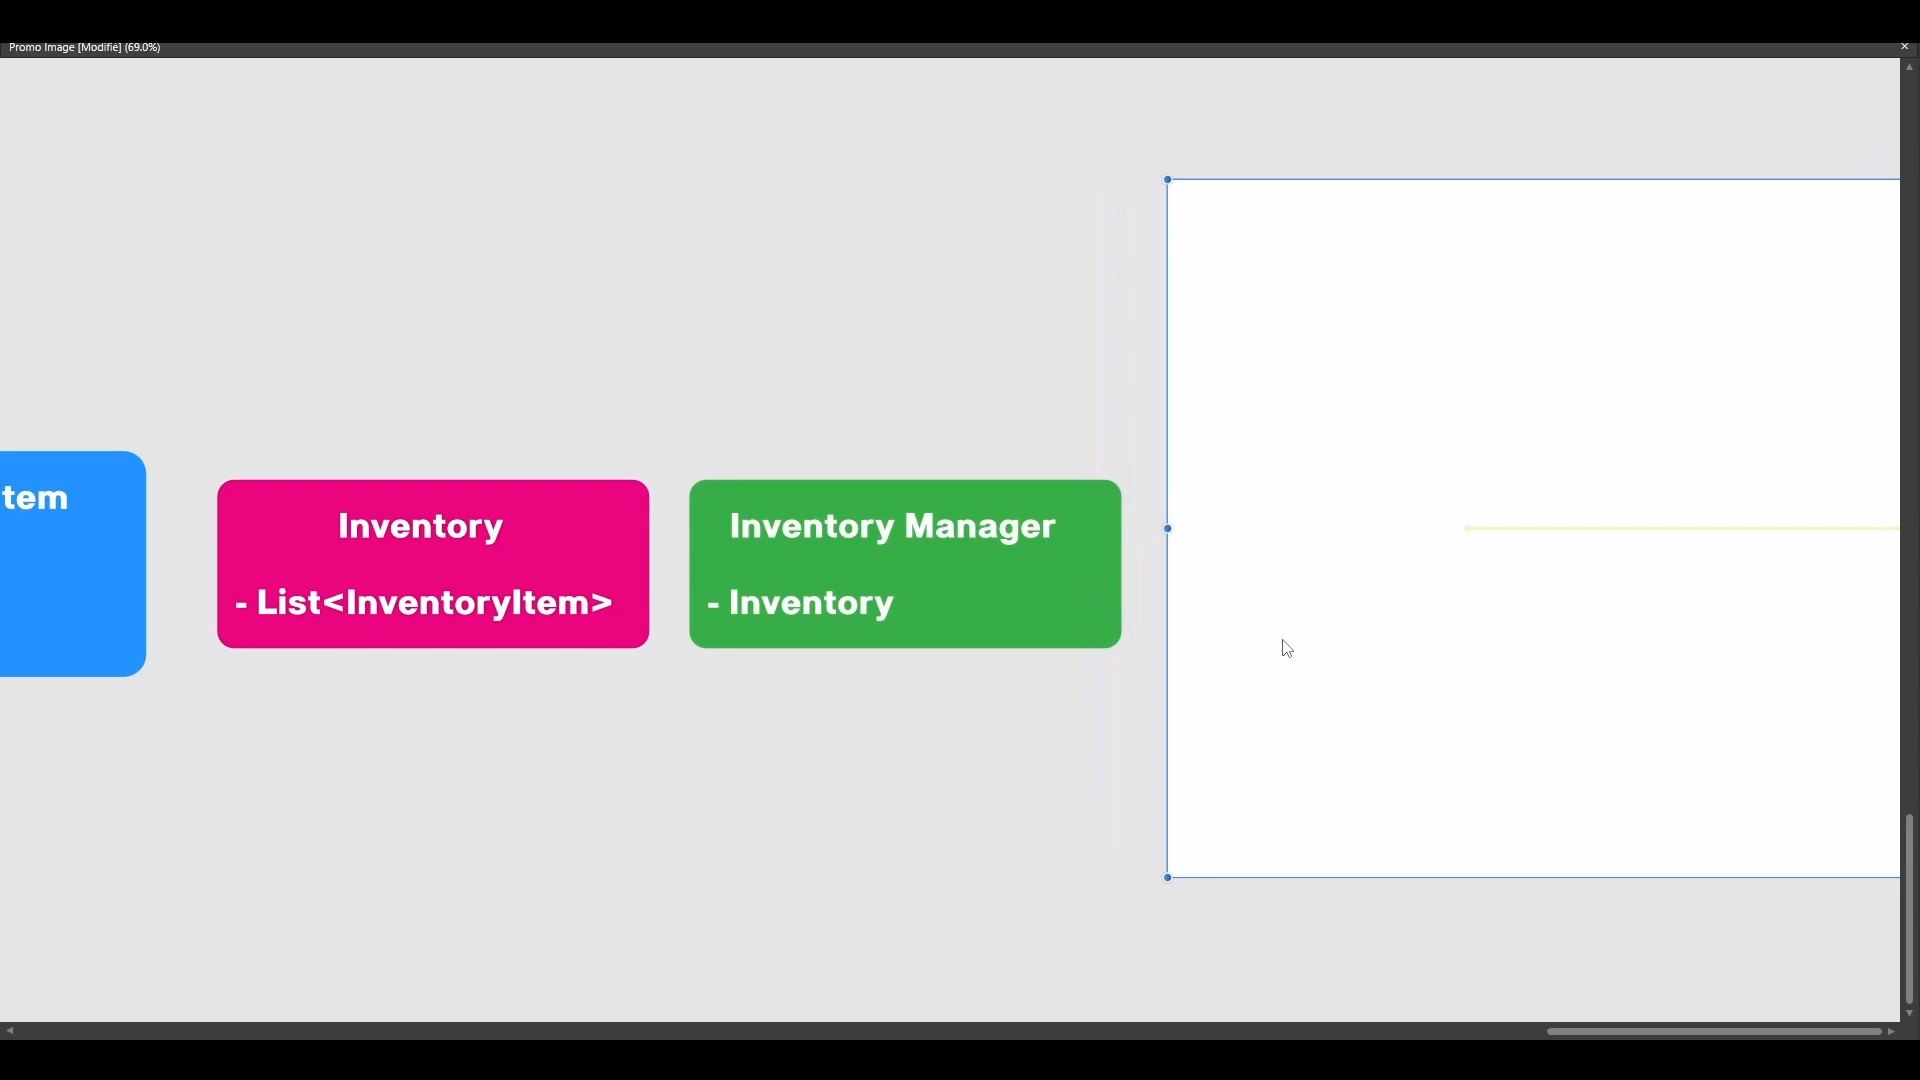 Promo Image [Modifié] (69.0%)
tem
Inventory
- List<InventoryItem>
Inventory Manager
- Inventory